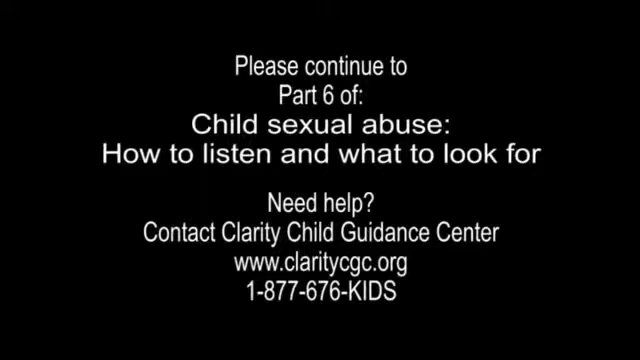 Please continue to
Part 6 of:
Child sexual abuse:
How to listen and what to look for
Need help?
Contact Clarity Child Guidance Center
www.claritycgc.org
1-877-676-KIDS